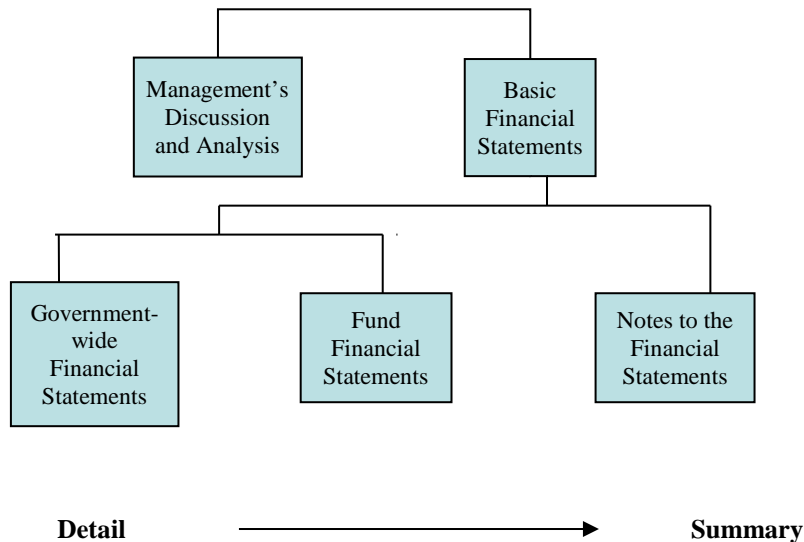 Management’s
Discussion
and Analysis
Basic
Financial
Statements
Government-
wide
Financial
Statements
Fund
Financial
Statements
Notes to the
Financial
Statements
Detail
Summary